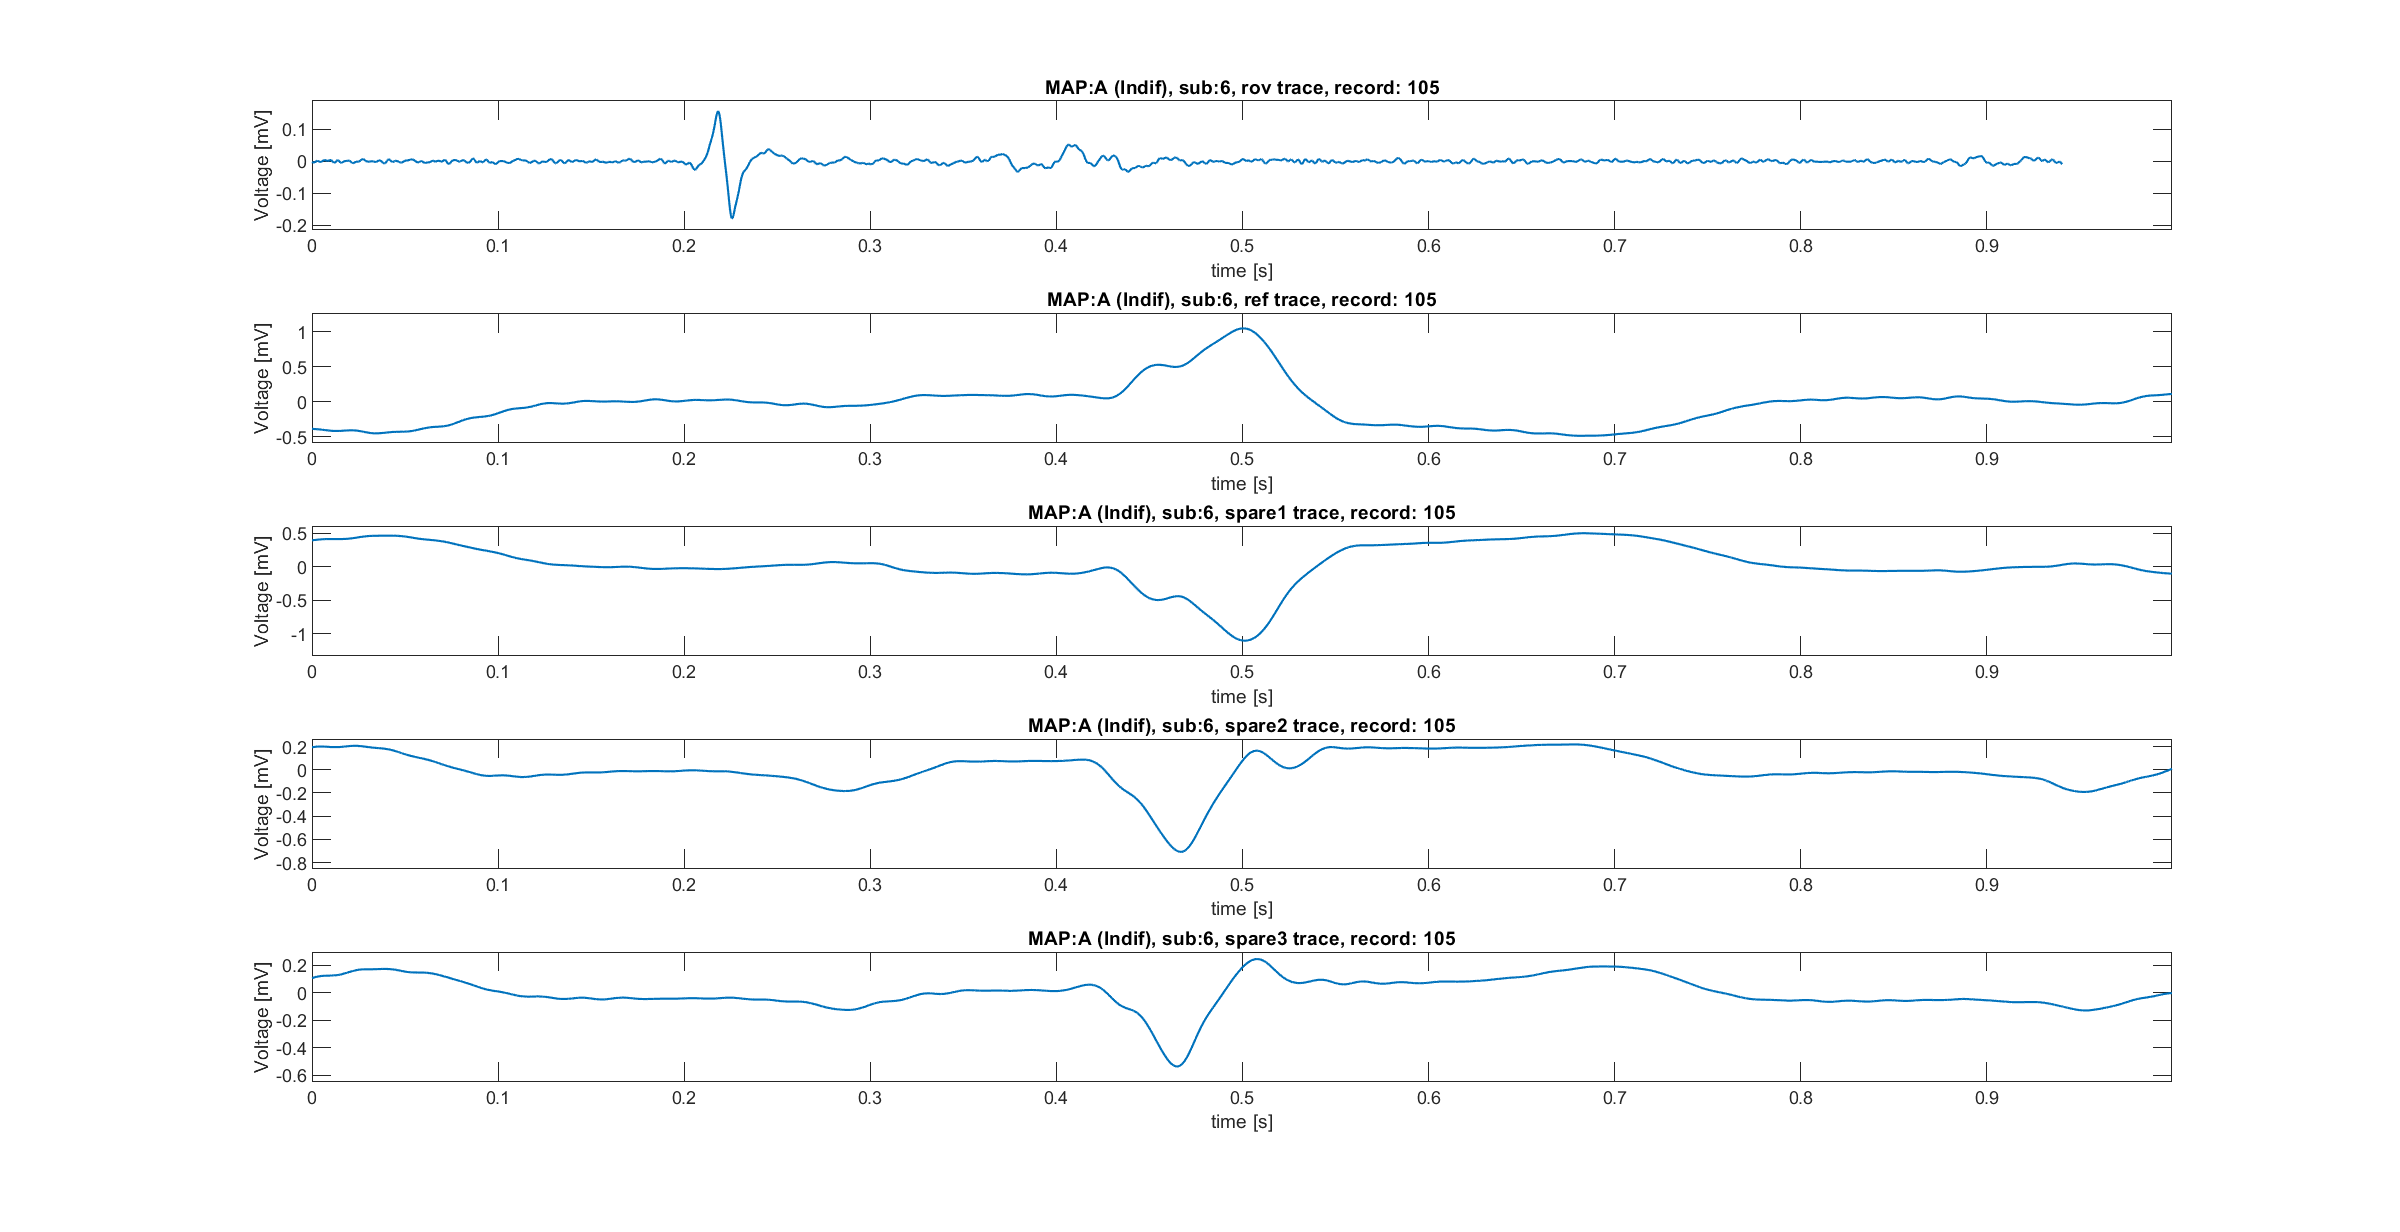 MAP:A (Indif), sub:6, rov trace, record: 105
Voltage [mV]
0.1
0
-0.1
-0.2
0 0.1 0.2 0.3 0.4 0.5 0.6 0.7 0.8 0.9
time [s]
MAP:A (Indif), sub:6, ref trace, record: 105
Voltage [mV]
1
0.5
0
-0.5
0 0.1 0.2 0.3 0.4 0.5 0.6 0.7 0.8 0.9
time [s]
MAP:A (Indif), sub:6, spare1 trace, record: 105
Voltage [mV]
0.5
0
-0.5
-1
0 0.1 0.2 0.3 0.4 0.5 0.6 0.7 0.8 0.9
time [s]
MAP:A (Indif), sub:6, spare2 trace, record: 105
Voltage [mV]
0.2
0
-0.2
-0.4
-0.6
-0.8
0 0.1 0.2 0.3 0.4 0.5 0.6 0.7 0.8 0.9
time [s]
MAP:A (Indif), sub:6, spare3 trace, record: 105
Voltage [mV]
0.2
0
-0.2
-0.4
-0.6
0 0.1 0.2 0.3 0.4 0.5 0.6 0.7 0.8 0.9
time [s]